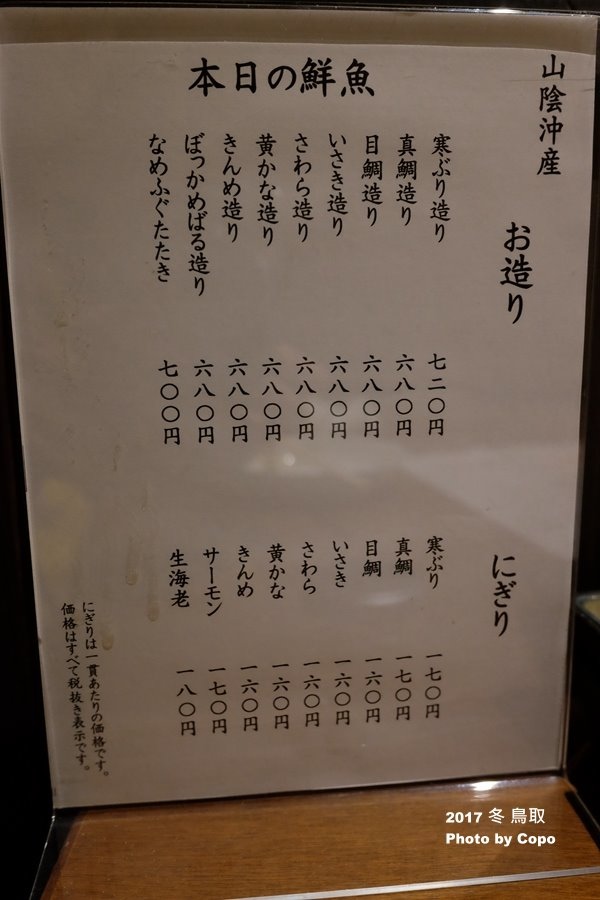 本日の鮮魚
山陰沖産
お造り
寒ぶり造り 七二〇円
真鯛造り 六八〇円
目鯛造り 六八〇円
いさき造り 六八〇円
さわら造り 六八〇円
黄かな造り 六八〇円
きんめ造り 六八〇円
ぼっかめばる造り 六八〇円
なめふぐたたき 七〇〇円
にぎり
寒ぶり 一七〇円
真鯛 一七〇円
目鯛 一六〇円
いさき 一六〇円
さわら 一六〇円
黄かな 一六〇円
きんめ 一六〇円
サーモン 一七〇円
生海老 一八〇円
にぎりは一貫あたりの価格です。
価格はすべて税抜き表示です。
2017 冬 鳥取
Photo by Copo